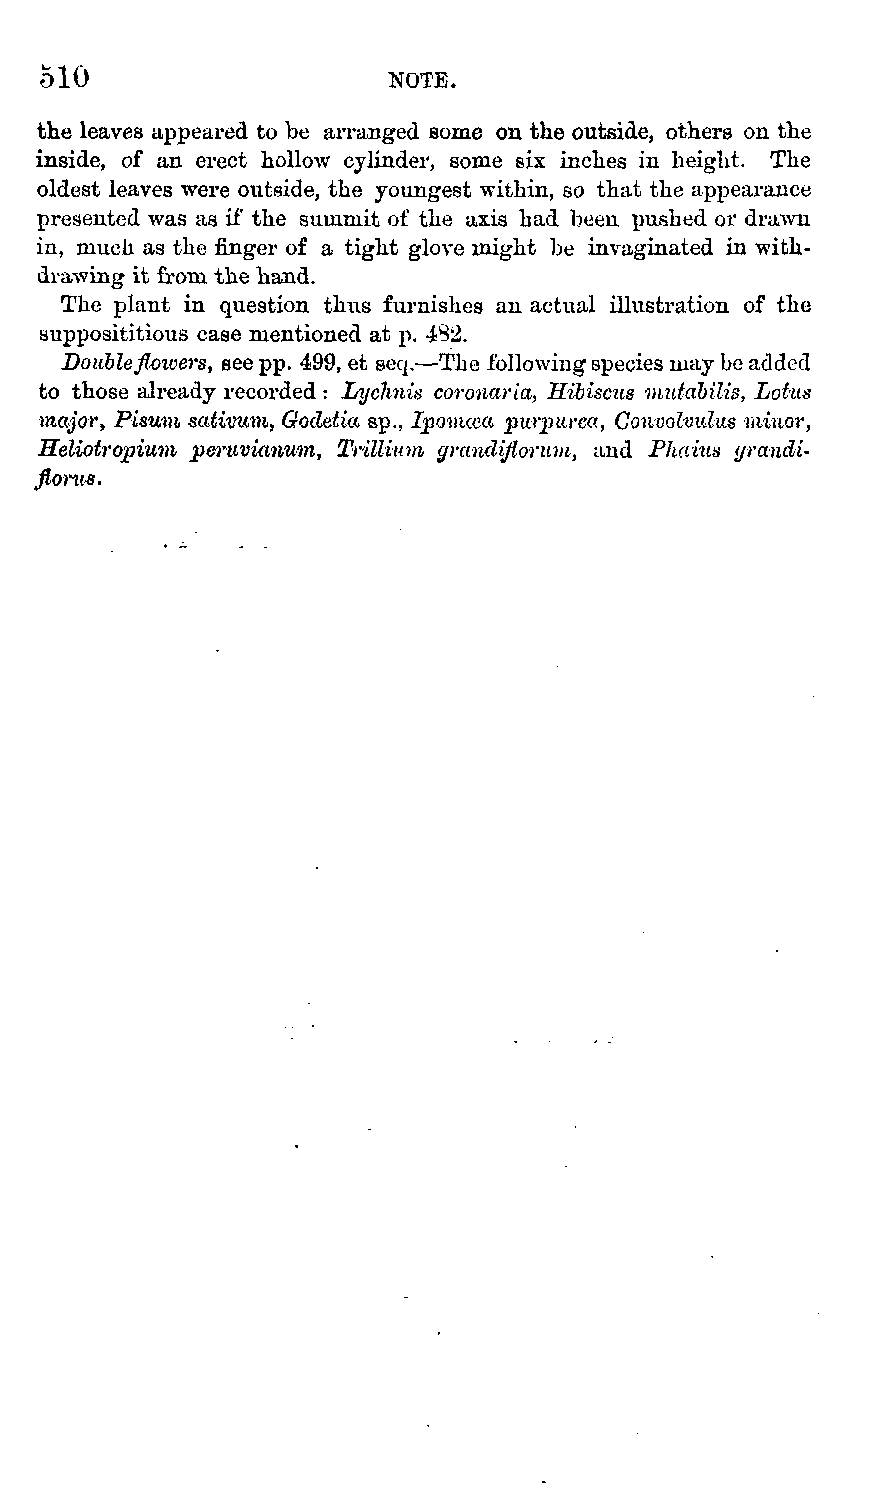 510 NOTE.
the leaves appeared to be arranged some on the outside, others on the
inside, of an erect hollow cylinder, some six inches in height. The
oldest leaves were outside, the youngest within, so that the appearance
presented was as if the summit of the axis had been pushed or drawn
in, much as the finger of a tight glove might be invaginated in with-
drawing it from the hand.
The plant in question thus furnishes an actual illustration of the
supposititious case mentioned at p. 482.
Double flowers, see pp. 499, et seq.—The following species may be added
to those already recorded: Lychnis coronaria, Hibiscus mutabilis, Lotus
major, Pisum sativum, Godetia sp., Ipomœa purpurea, Convolvulus minor,
Heliotropium peruvianum, Trillium grandiflorum, and Phaius grandi-
florus.